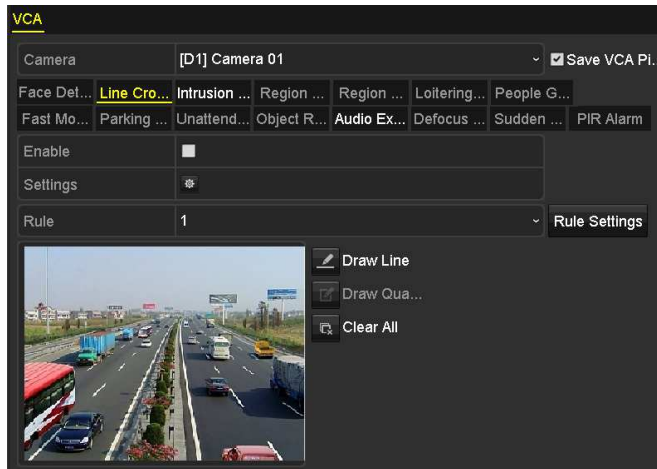 VCA
Camera [D1] Camera 01 Save VCA Pi...
Face Det... Line Cro... Intrusion ... Region ... Region ... Loitering... People G...
Fast Mo... Parking ... Unattend... Object R... Audio Ex... Defocus ... Sudden ... PIR Alarm
Enable
Settings
Rule 1 Rule Settings
Draw Line
Draw Qua...
Clear All